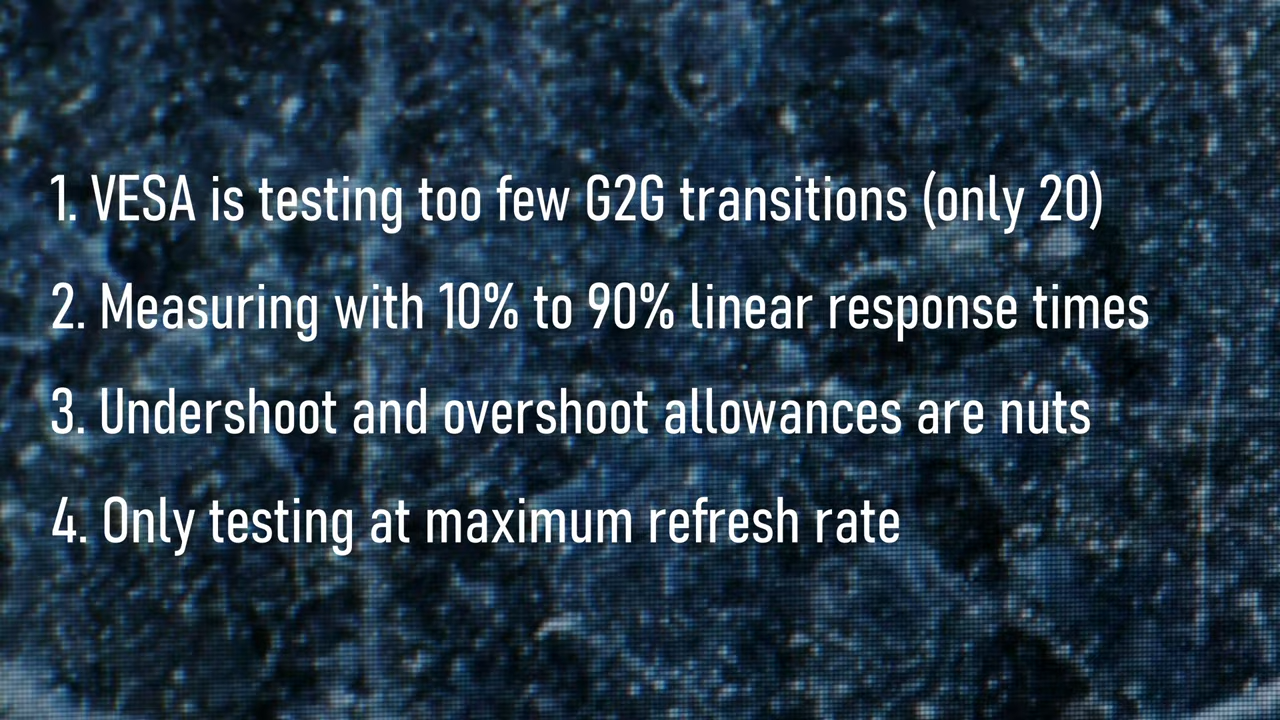 1. VESA is testing too few G2G transitions (only 20)
2. Measuring with 10% to 90% linear response times
3. Undershoot and overshoot allowances are nuts
4. Only testing at maximum refresh rate